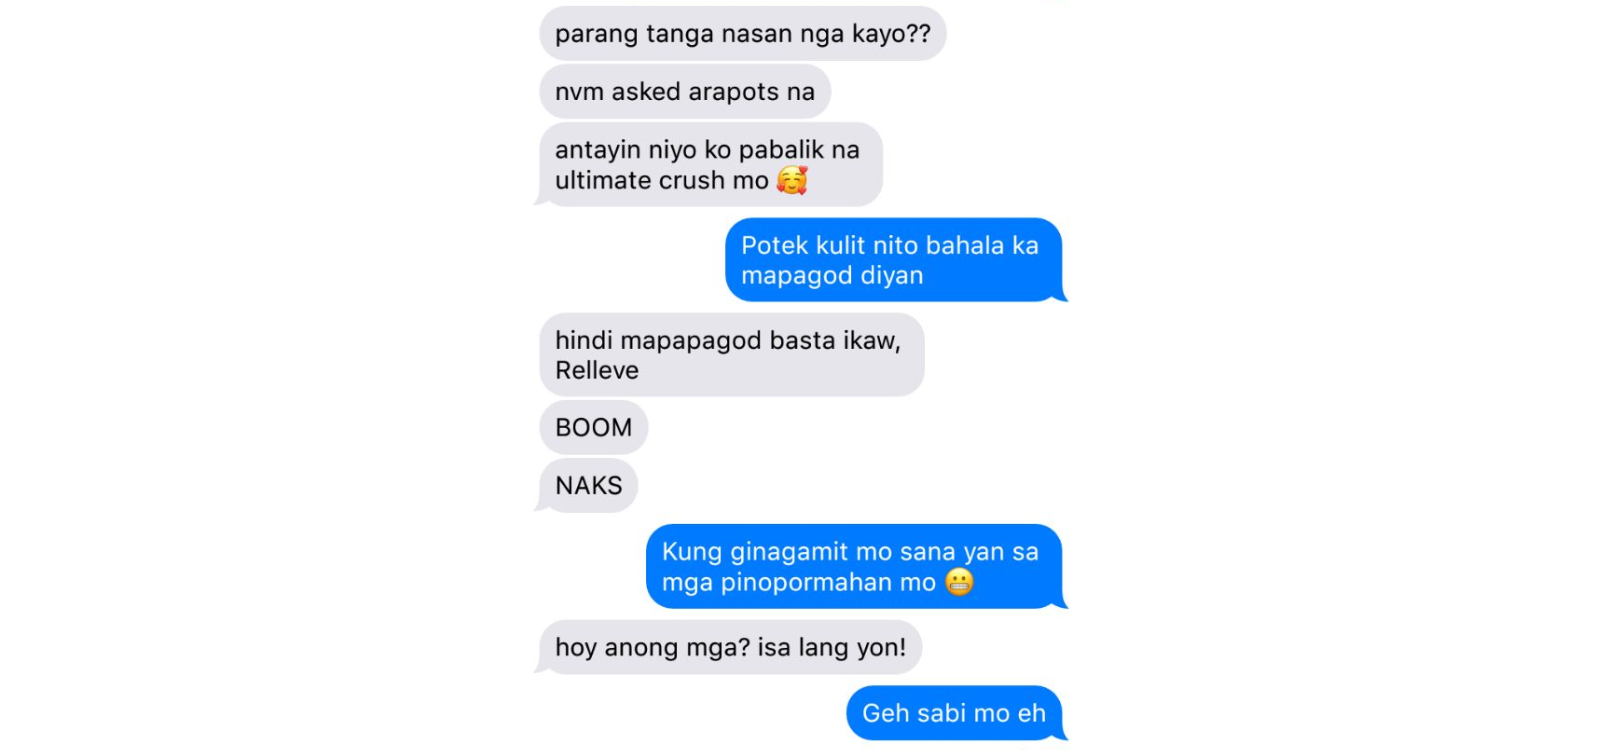 parang tanga nasan nga kayo??
nvm asked arapots na
antayin niyo ko pabalik na
ultimate crush mo 🥰
Potek kulit nito bahala ka
mapagod diyan
hindi mapapagod basta ikaw,
Relleve
BOOM
NAKS
Kung ginagamit mo sana yan sa
mga pinopormahan mo 😬
hoy anong mga? isa lang yon!
Geh sabi mo eh